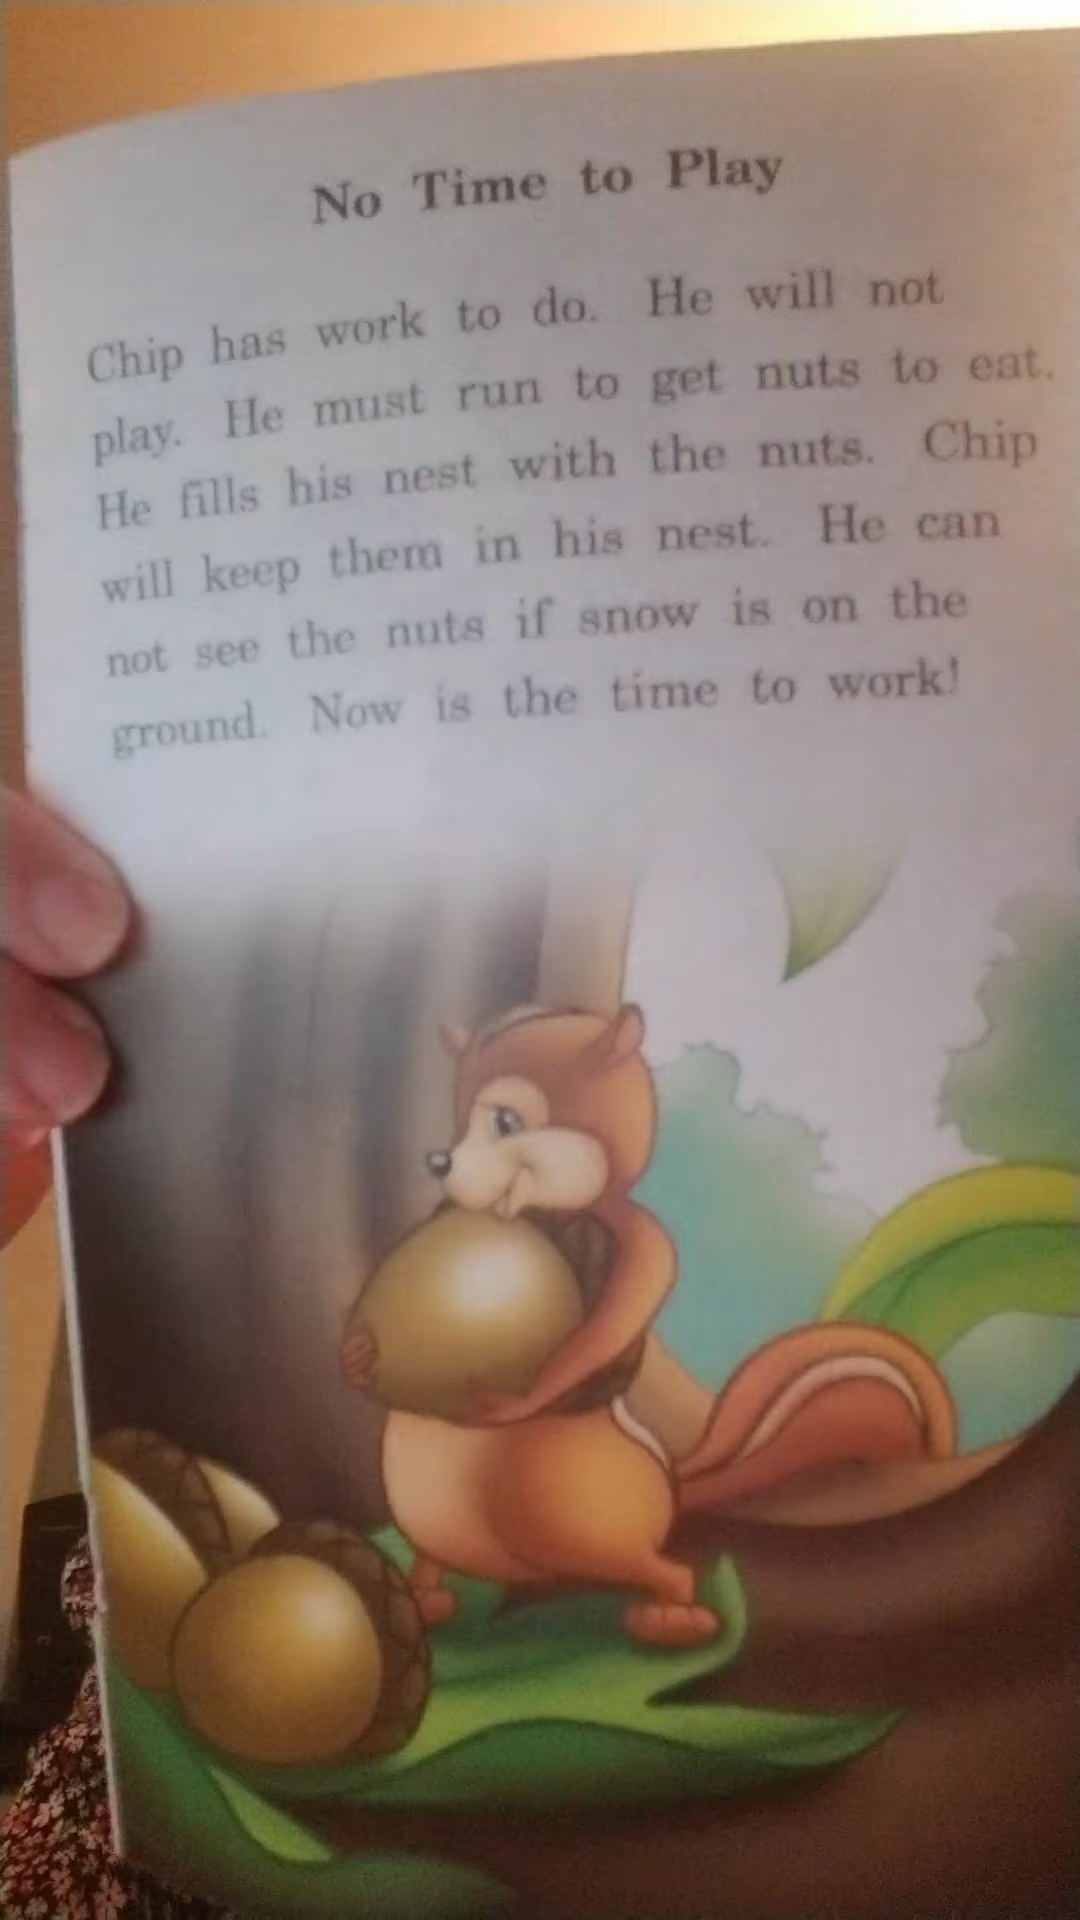 No Time to Play
Chip has work to do. He will not
play. He must run to get nuts to eat.
He fills his nest with the nuts. Chip
will keep them in his nest. He can
not see the nuts if snow is on the
ground. Now is the time to work!